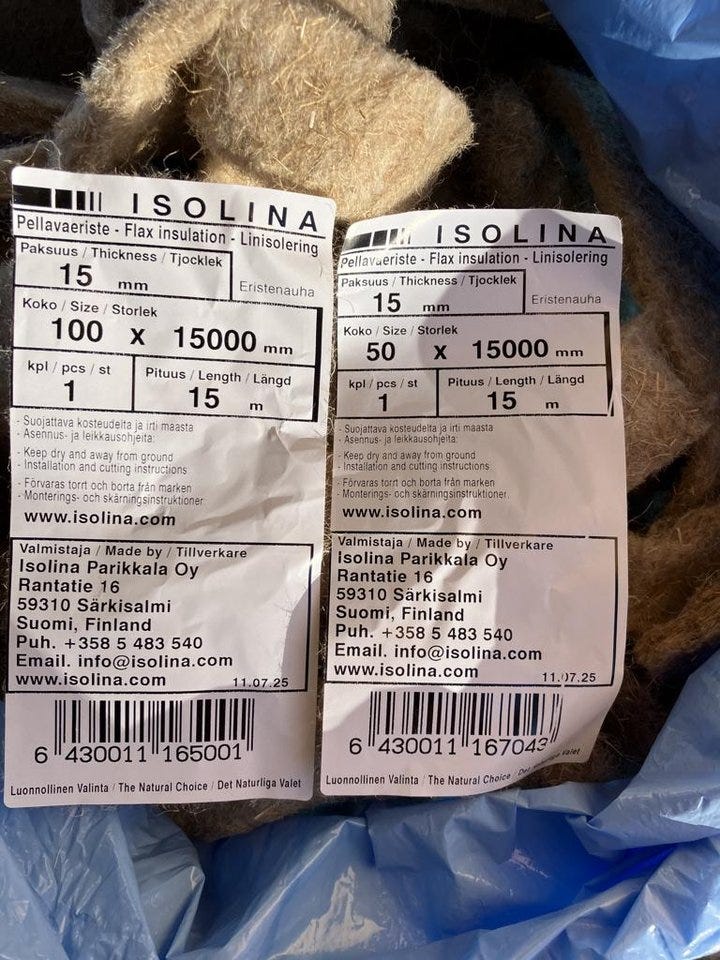 ISOLINA
Pellavaeriste - Flax insulation - Linisolering
Paksuus / Thickness / Tjocklek
15 mm
Eristenauha
Koko / Size / Storlek
100 x 15000 mm
kpl / pcs / st
1
Pituus / Length / Längd
15 m
- Suojattava kosteudelta ja irti maasta
- Asennus- ja leikkausohjeita:
- Keep dry and away from ground
- Installation and cutting instructions
- Förvaras torrt och borta från marken
- Monterings- och skärningsinstruktioner
www.isolina.com
Valmistaja / Made by / Tillverkare
Isolina Parikkala Oy
Rantatie 16
59310 Särkisalmi
Suomi, Finland
Puh. +358 5 483 540
Email. info@isolina.com
www.isolina.com 11.07.25
6 430011 165001
Luonnollinen Valinta / The Natural Choice / Det Naturliga Valet
ISOLINA
Pellavaeriste - Flax insulation - Linisolering
Paksuus / Thickness / Tjocklek
15 mm
Eristenauha
Koko / Size / Storlek
50 x 15000 mm
kpl / pcs / st
1
Pituus / Length / Längd
15 m
- Suojattava kosteudelta ja irti maasta
- Asennus- ja leikkausohjeita:
- Keep dry and away from ground
- Installation and cutting instructions
- Förvaras torrt och borta från marken
- Monterings- och skärningsinstruktioner
www.isolina.com
Valmistaja / Made by / Tillverkare
Isolina Parikkala Oy
Rantatie 16
59310 Särkisalmi
Suomi, Finland
Puh. +358 5 483 540
Email. info@isolina.com
www.isolina.com 11.07.25
6 430011 167043
Luonnollinen Valinta / The Natural Choice / Det Valet